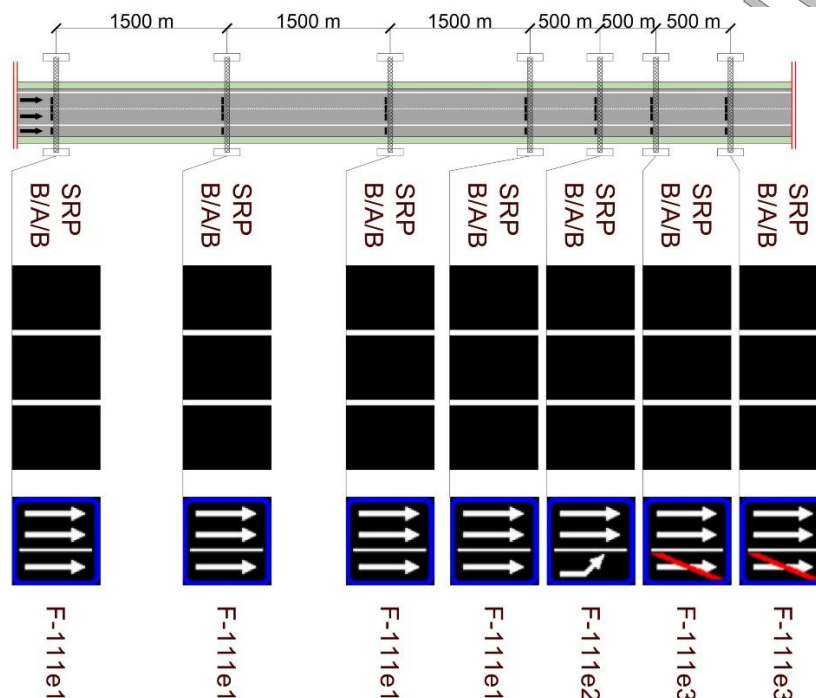 1500 m 1500 m 1500 m 500 m 500 m 500 m
SRP SRP SRP SRP SRP SRP SRP
B/A/B B/A/B B/A/B B/A/B B/A/B B/A/B B/A/B
F-111e1 F-111e1 F-111e1 F-111e1 F-111e2 F-111e3 F-111e3